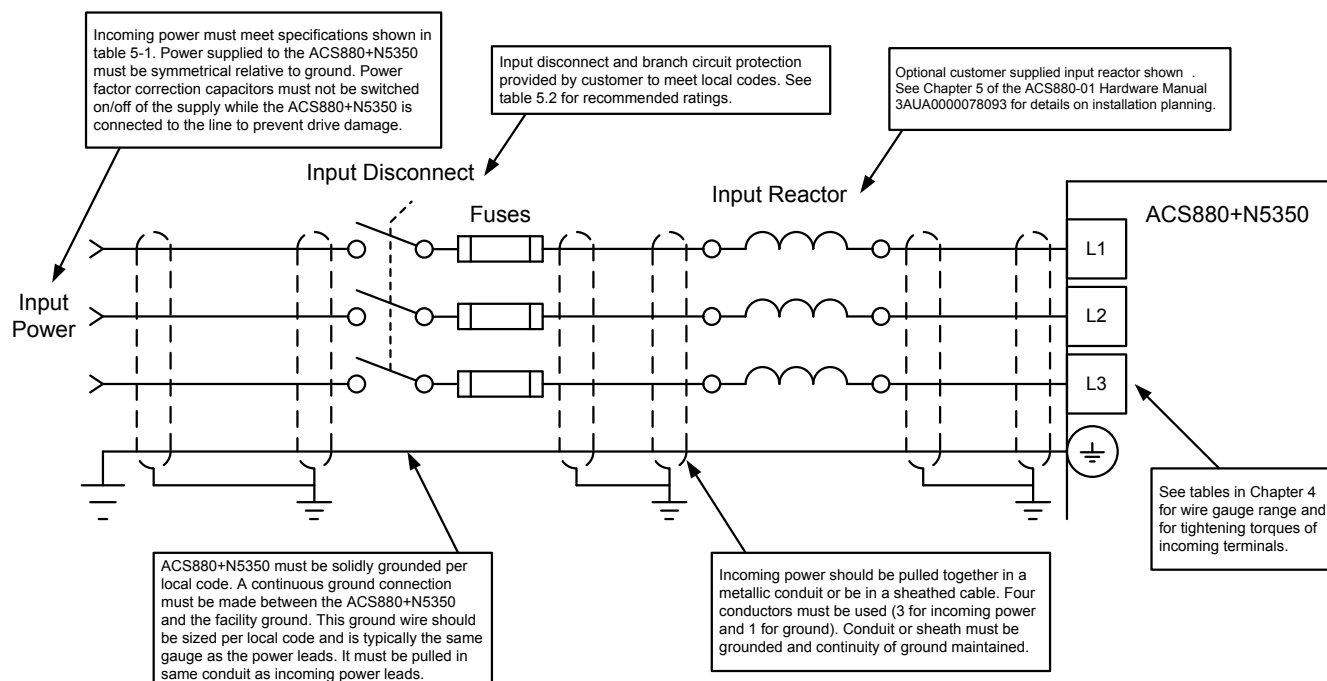 Incoming power must meet specifications shown in
table 5-1. Power supplied to the ACS880+N5350
must be symmetrical relative to ground. Power
factor correction capacitors must not be switched
on/off of the supply while the ACS880+N5350 is
connected to the line to prevent drive damage.
Input disconnect and branch circuit protection
provided by customer to meet local codes. See
table 5.2 for recommended ratings.
Optional customer supplied input reactor shown .
See Chapter 5 of the ACS880-01 Hardware Manual
3AUA0000078093 for details on installation planning.
Input Disconnect
Fuses
Input Reactor
ACS880+N5350
Input
Power
L1
L2
L3
ACS880+N5350 must be solidly grounded per
local code. A continuous ground connection
must be made between the ACS880+N5350
and the facility ground. This ground wire should
be sized per local code and is typically the same
gauge as the power leads. It must be pulled in
same conduit as incoming power leads.
Incoming power should be pulled together in a
metallic conduit or be in a sheathed cable. Four
conductors must be used (3 for incoming power
and 1 for ground). Conduit or sheath must be
grounded and continuity of ground maintained.
See tables in Chapter 4
for wire gauge range and
for tightening torques of
incoming terminals.